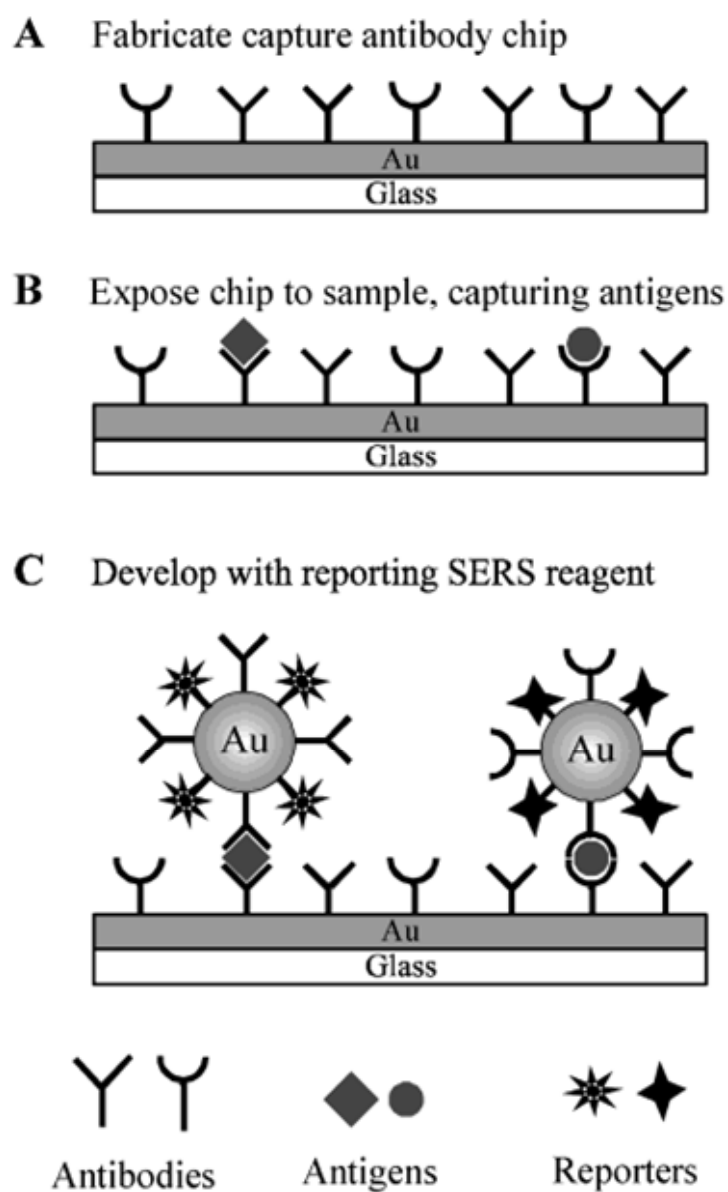 A Fabricate capture antibody chip
Au
Glass
B Expose chip to sample, capturing antigens
Au
Glass
C Develop with reporting SERS reagent
Au Au
Au
Glass
Antibodies Antigens Reporters